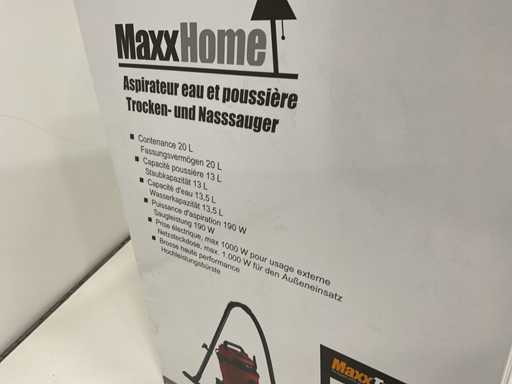 MaxxHome
Aspirateur eau et poussière
Trocken- und Nasssauger
▪ Contenance 20 L
Fassungsvermögen 20 L
▪ Capacité poussière 13 L
Staubkapazität 13 L
▪ Capacité d'eau 13,5 L
Wasserkapazität 13,5 L
▪ Puissance d'aspiration 190 W
Saugleistung 190 W
▪ Prise électrique, max 1000 W pour usage externe
Netzsteckdose, max. 1.000 W für den Außeneinsatz
▪ Brosse haute performance
Hochleistungsbürste